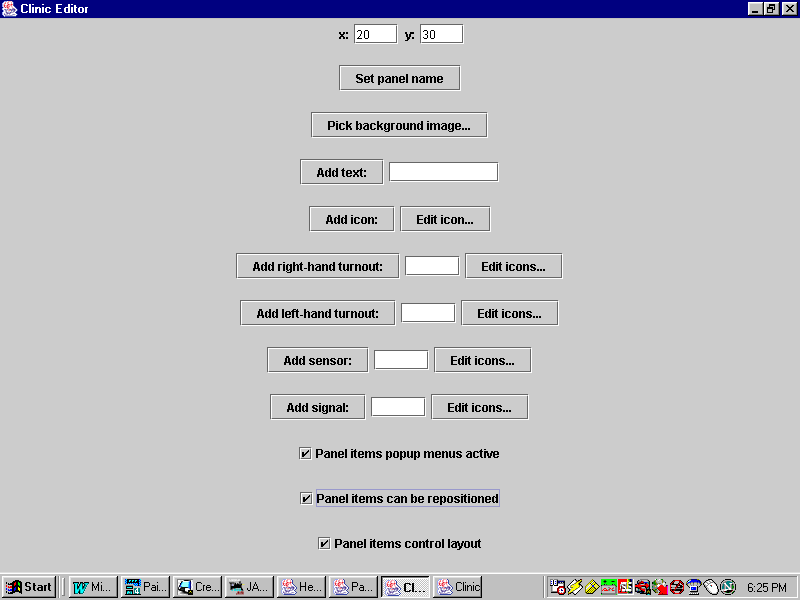 Clinic Editor
x: 20 y: 30
Set panel name
Pick background image...
Add text:
Add icon: Edit icon...
Add right-hand turnout: Edit icons...
Add left-hand turnout: Edit icons...
Add sensor: Edit icons...
Add signal: Edit icons...
Panel items popup menus active
Panel items can be repositioned
Panel items control layout
Start Mi... Pai... Cre... JA... He... Pa... Cl... Clinic 6:25 PM